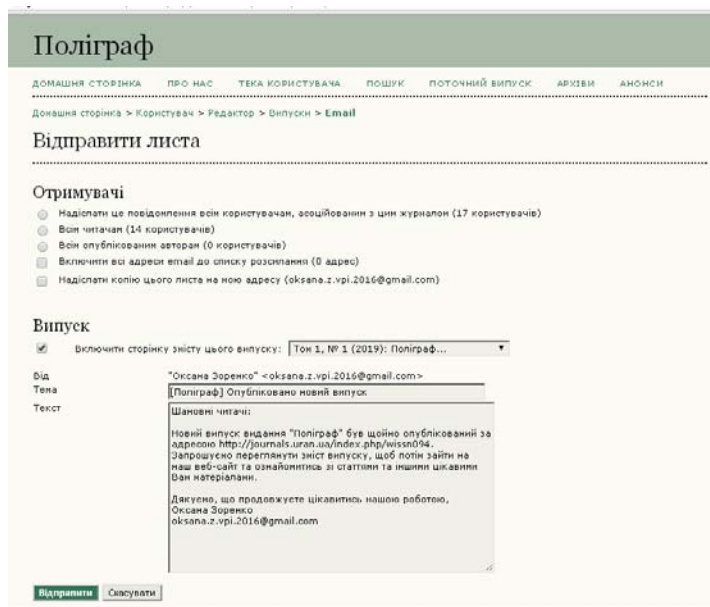 Поліграф
ДОМАШНЯ СТОРІНКА ПРО НАС ТЕКА КОРИСТУВАЧА ПОШУК ПОТОЧНИЙ ВИПУСК АРХІВИ АНОНСИ
Домашня сторінка > Користувач > Редактор > Випуски > Email
Відправити листа
Отримувачі
Надіслати це повідомлення всім користувачам, асоційованим з цим журналом (17 користувачів)
Всім читачам (14 користувачів)
Всім опублікованим авторам (0 користувачів)
Включити всі адреси email до списку розсилання (0 адрес)
Надіслати копію цього листа на мою адресу (oksana.z.vpi.2016@gmail.com)
Випуск
Включити сторінку змісту цього випуску: Том 1, № 1 (2019): Поліграф...
Від "Оксана Зоренко" <oksana.z.vpi.2016@gmail.com>
Тема [Поліграф] Опубліковано новий випуск
Текст Шановні читачі:
Новий випуск видання "Поліграф" був щойно опублікований за
адресою http://journals.uran.ua/index.php/wissn094.
Запрошуємо переглянути зміст випуску, щоб потім зайти на
наш веб-сайт та ознайомитись зі статтями та іншими цікавими
Вам матеріалами.
Дякуємо, що продовжуєте цікавитись нашою роботою,
Оксана Зоренко
oksana.z.vpi.2016@gmail.com
Відправити Скасувати